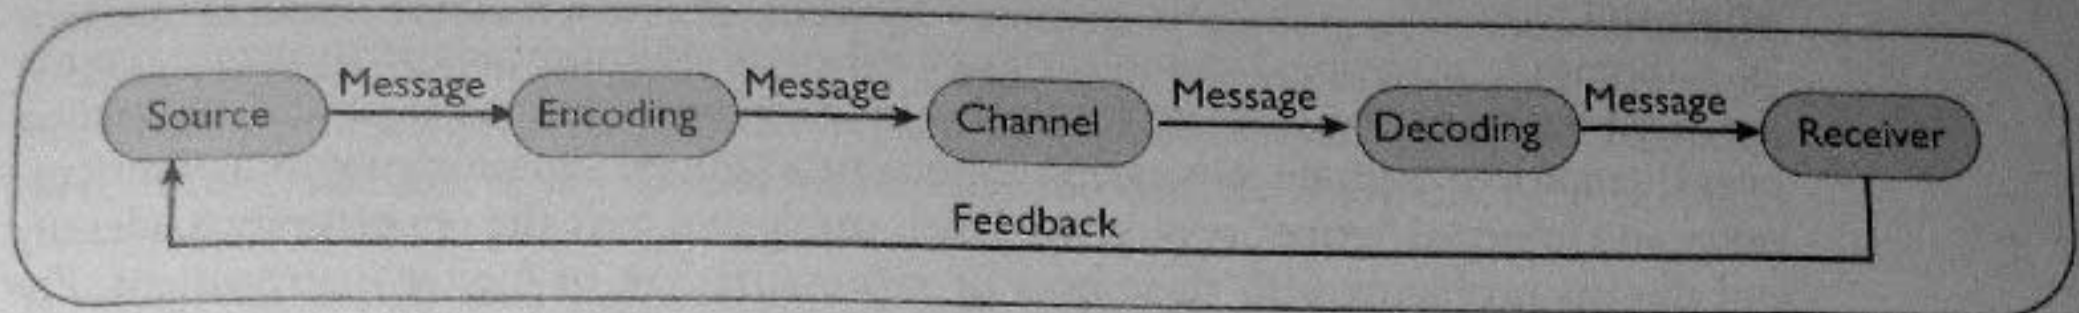 Source
Message
Encoding
Message
Channel
Message
Decoding
Message
Receiver
Feedback